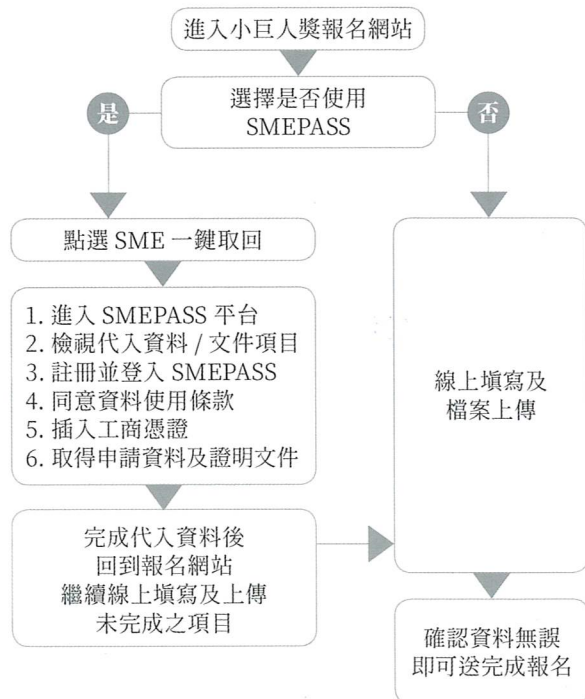 進入小巨人獎報名網站
選擇是否使用
SMEPASS
是
否
點選 SME 一鍵取回
1. 進入 SMEPASS 平台
2. 檢視代入資料 / 文件項目
3. 註冊並登入 SMEPASS
4. 同意資料使用條款
5. 插入工商憑證
6. 取得申請資料及證明文件
線上填寫及
檔案上傳
完成代入資料後
回到報名網站
繼續線上填寫及上傳
未完成之項目
確認資料無誤
即可送完成報名